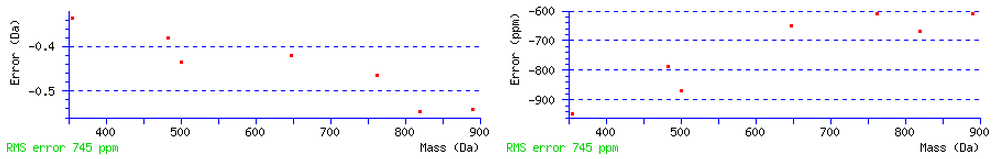 Error (Da)
-0.4
-0.5
400 500 600 700 800 900
RMS error 745 ppm
Mass (Da)
Error (ppm)
-600
-700
-800
-900
400 500 600 700 800 900
RMS error 745 ppm
Mass (Da)